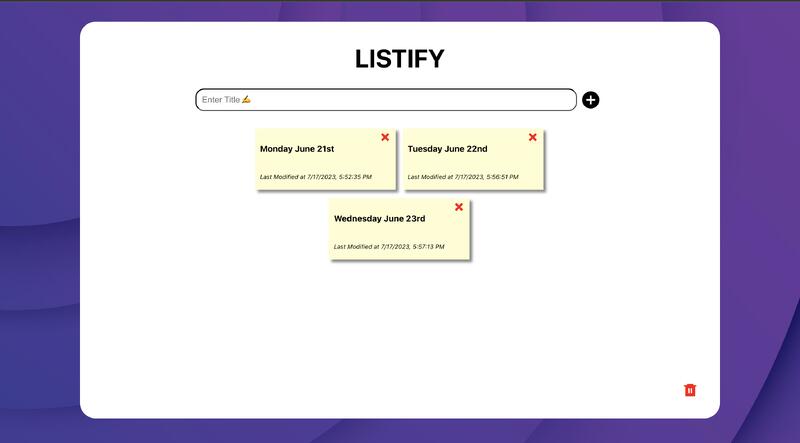 LISTIFY
Enter Title ✍️
Monday June 21st
Last Modified at 7/17/2023, 5:52:35 PM
Tuesday June 22nd
Last Modified at 7/17/2023, 5:56:51 PM
Wednesday June 23rd
Last Modified at 7/17/2023, 5:57:13 PM